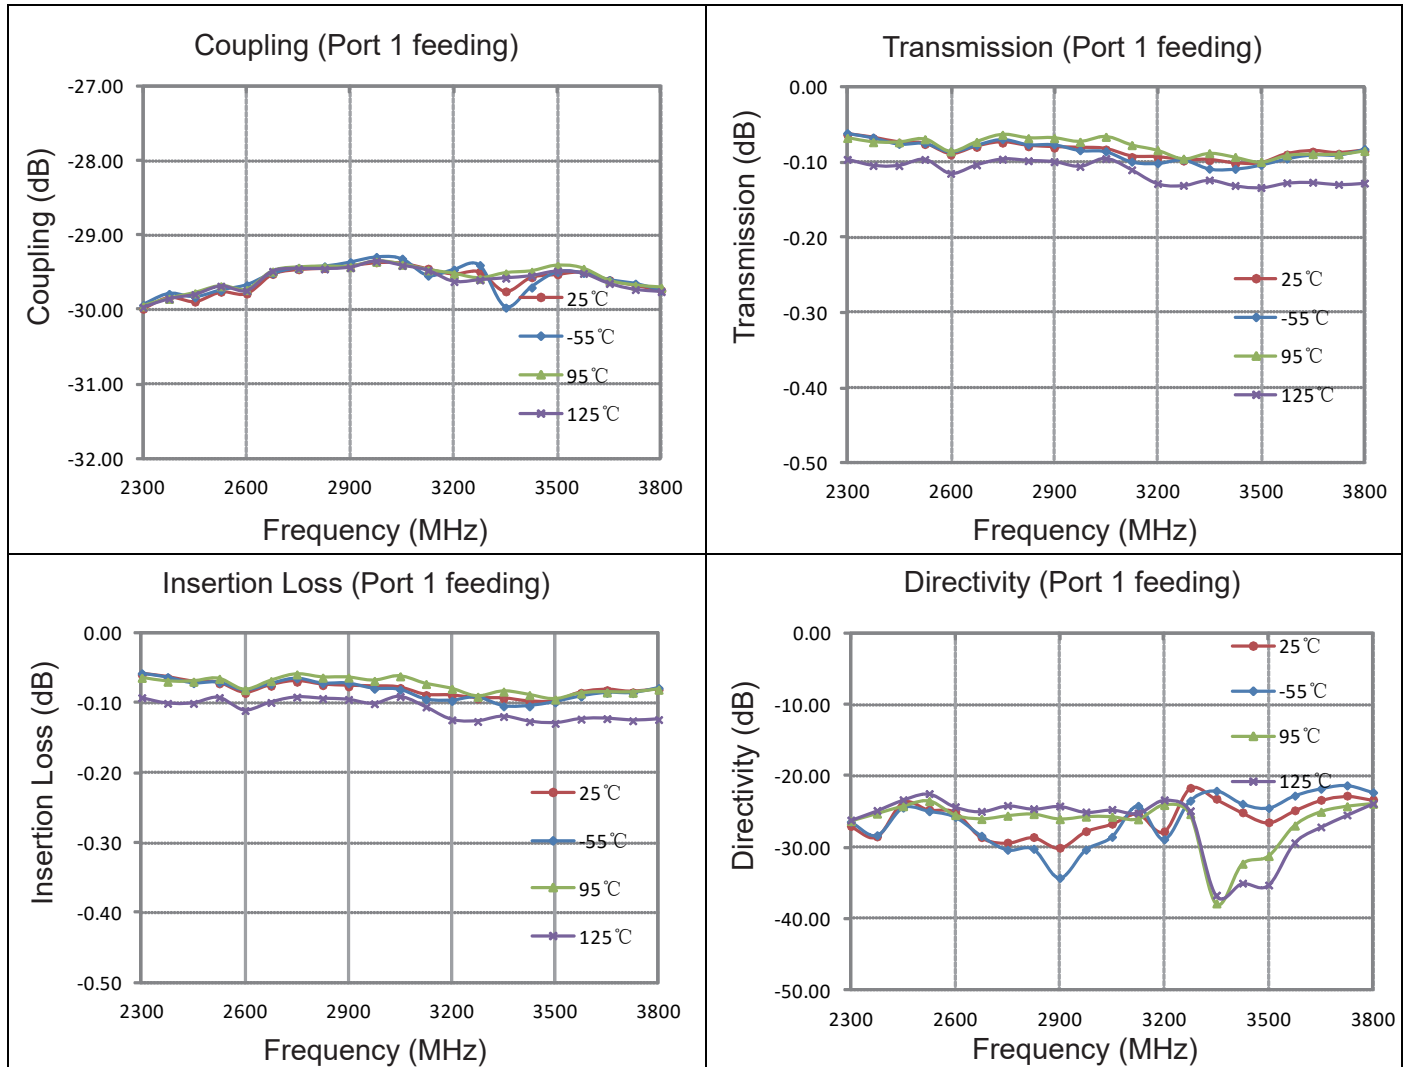 Coupling (Port 1 feeding)
Coupling (dB)
-27.00
-28.00
-29.00
-30.00
-31.00
-32.00
25℃
-55℃
95℃
125℃
2300 2600 2900 3200 3500 3800
Frequency (MHz)
Transmission (Port 1 feeding)
Transmission (dB)
0.00
-0.10
-0.20
-0.30
-0.40
-0.50
25℃
-55℃
95℃
125℃
2300 2600 2900 3200 3500 3800
Frequency (MHz)
Insertion Loss (Port 1 feeding)
Insertion Loss (dB)
0.00
-0.10
-0.20
-0.30
-0.40
-0.50
25℃
-55℃
95℃
125℃
2300 2600 2900 3200 3500 3800
Frequency (MHz)
Directivity (Port 1 feeding)
Directivity (dB)
0.00
-10.00
-20.00
-30.00
-40.00
-50.00
25℃
-55℃
95℃
125℃
2300 2600 2900 3200 3500 3800
Frequency (MHz)